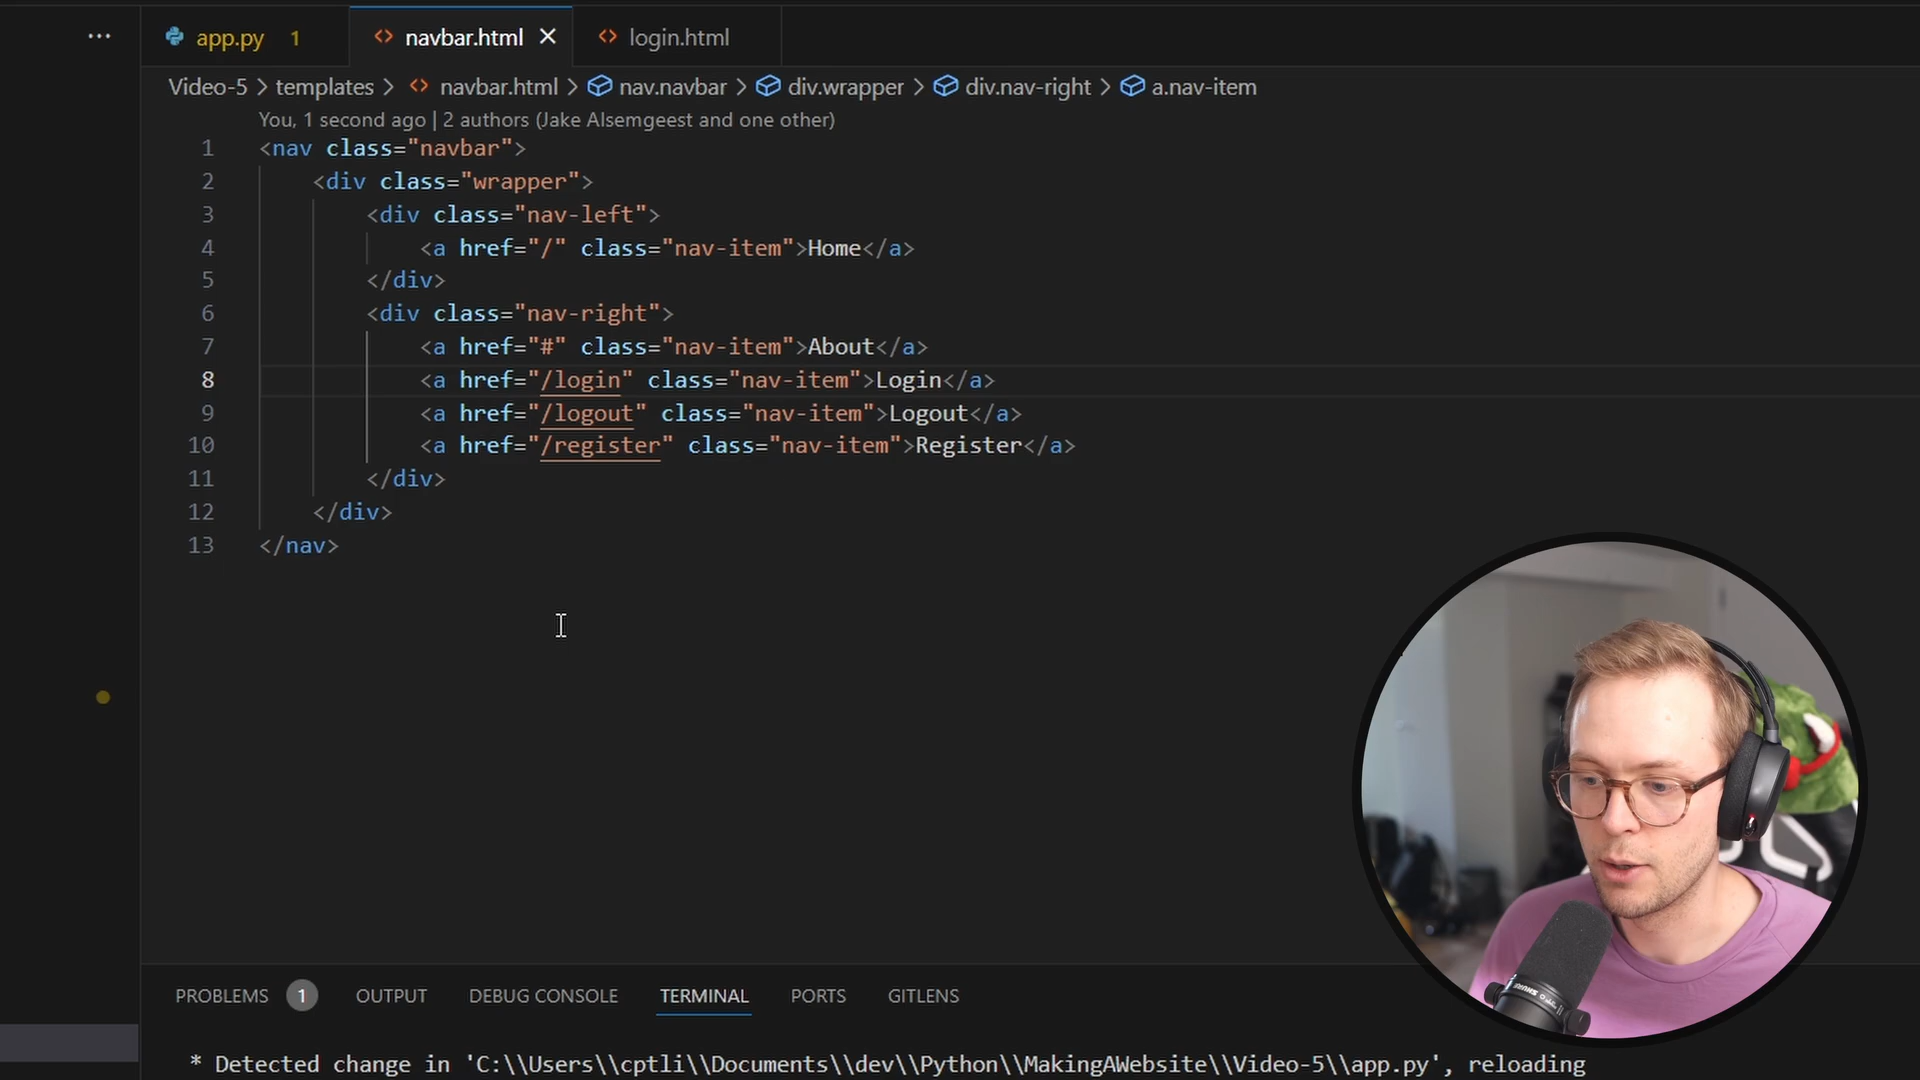 app.py 1 navbar.html login.html
Video-5 > templates > navbar.html > nav.navbar > div.wrapper > div.nav-right > a.nav-item
You, 1 second ago | 2 authors (Jake Alsemgeest and one other)
1 <nav class="navbar">
2 <div class="wrapper">
3 <div class="nav-left">
4 <a href="/" class="nav-item">Home</a>
5 </div>
6 <div class="nav-right">
7 <a href="#" class="nav-item">About</a>
8 <a href="/login" class="nav-item">Login</a>
9 <a href="/logout" class="nav-item">Logout</a>
10 <a href="/register" class="nav-item">Register</a>
11 </div>
12 </div>
13 </nav>
SHURE
PROBLEMS 1 OUTPUT DEBUG CONSOLE TERMINAL PORTS GITLENS
* Detected change in 'C:\\Users\\cptli\\Documents\\dev\\Python\\MakingAWebsite\\Video-5\\app.py', reloading